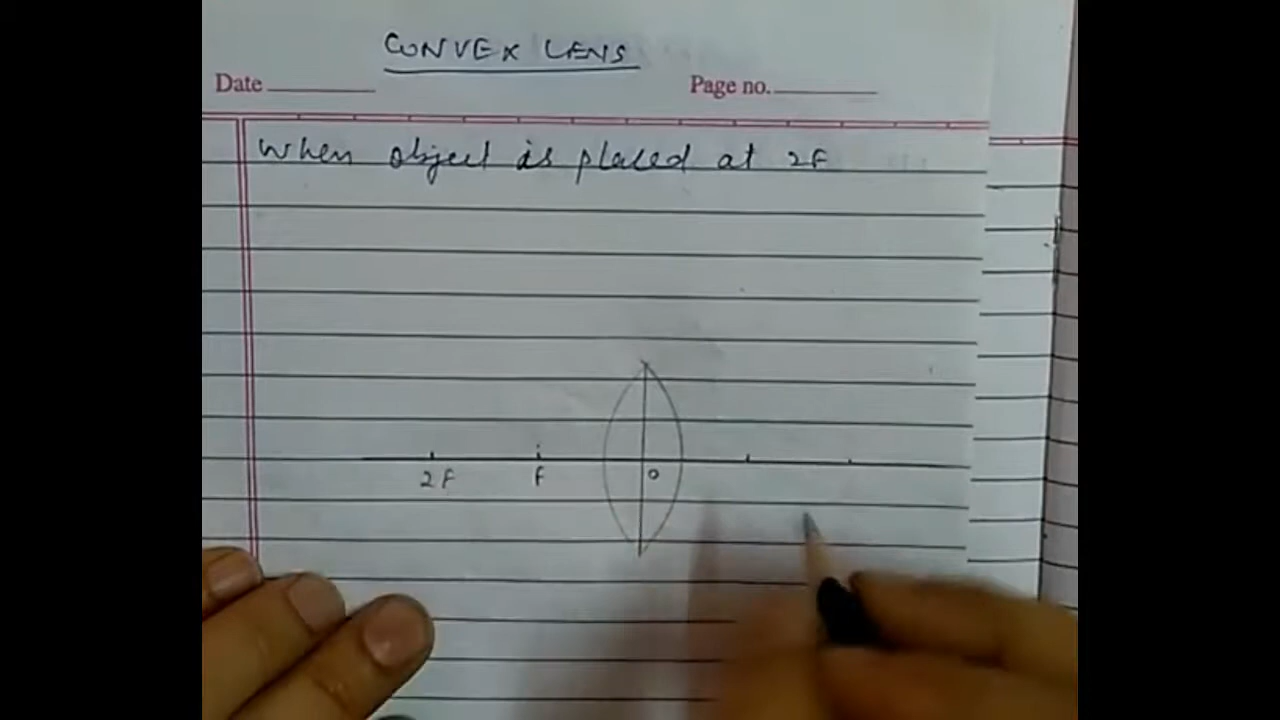 CONVEX LENS
Date
Page no.
When object is placed at 2F
2F F O